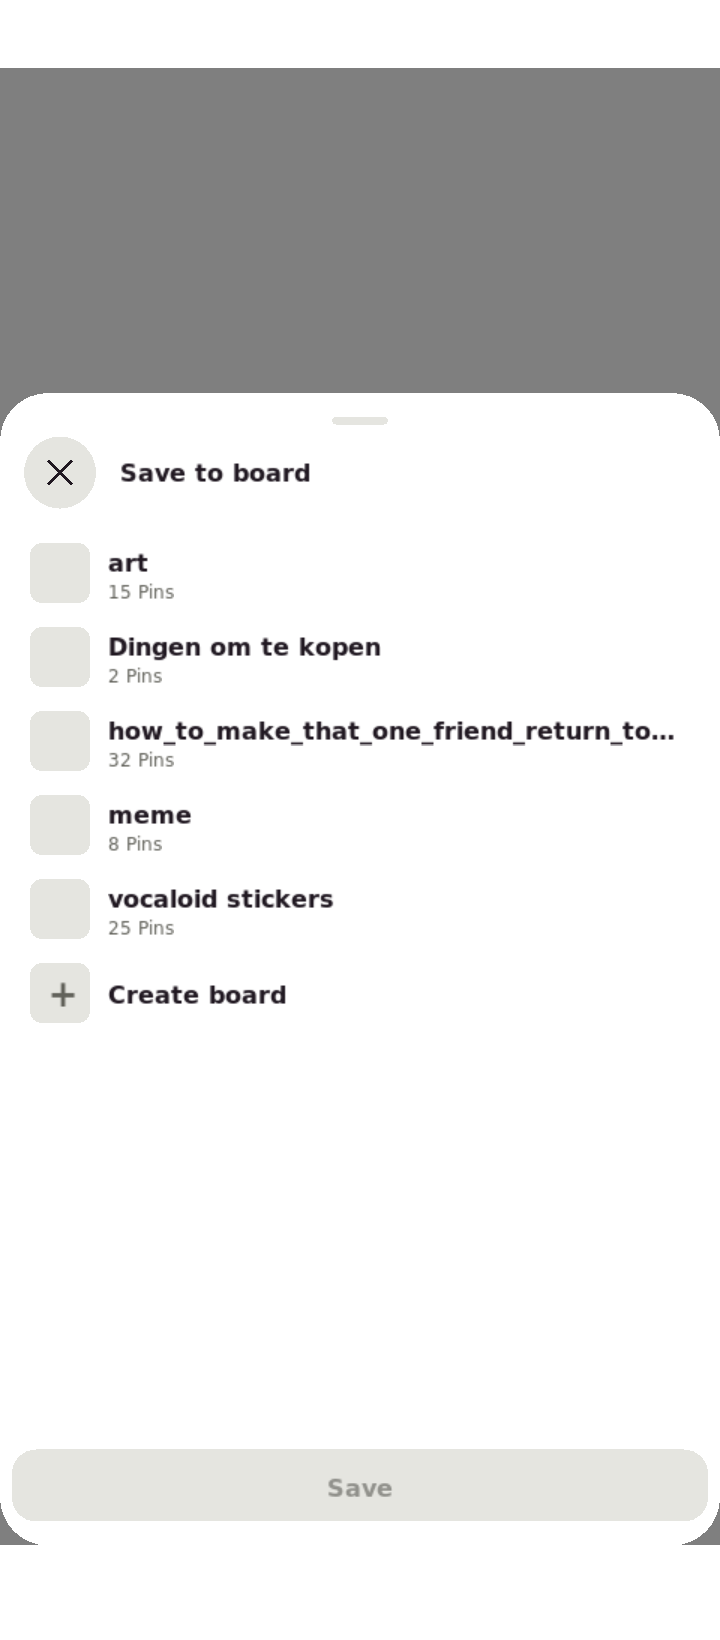 Save to board
art
15 Pins
Dingen om te kopen
2 Pins
how_to_make_that_one_friend_return_to...
32 Pins
meme
8 Pins
vocaloid stickers
25 Pins
Create board
Save